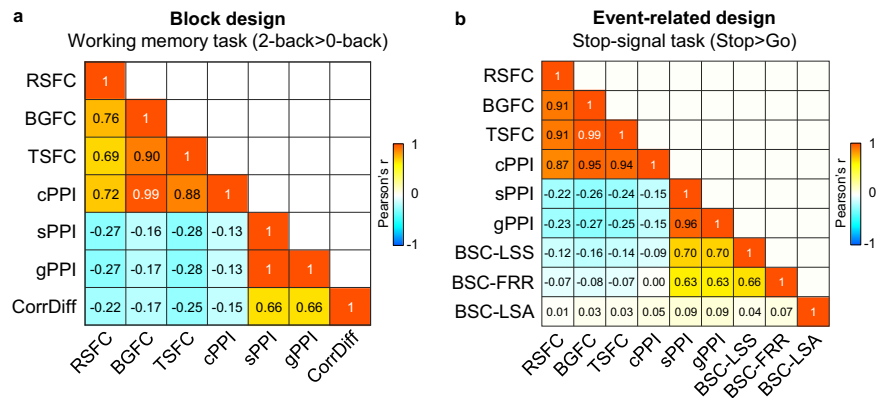 a
Block design
Working memory task (2-back>0-back)
RSFC 1
BGFC 0.76 1
TSFC 0.69 0.90 1
cPPI 0.72 0.99 0.88 1
sPPI -0.27 -0.16 -0.28 -0.13 1
gPPI -0.27 -0.17 -0.28 -0.13 1 1
CorrDiff -0.22 -0.17 -0.25 -0.15 0.66 0.66 1
RSFC BGFC TSFC cPPI sPPI gPPI CorrDiff
Pearson's r
1
0
-1
b
Event-related design
Stop-signal task (Stop>Go)
RSFC 1
BGFC 0.91 1
TSFC 0.91 0.99 1
cPPI 0.87 0.95 0.94 1
sPPI -0.22 -0.26 -0.24 -0.15 1
gPPI -0.23 -0.27 -0.25 -0.15 0.96 1
BSC-LSS -0.12 -0.16 -0.14 -0.09 0.70 0.70 1
BSC-FRR -0.07 -0.08 -0.07 0.00 0.63 0.63 0.66 1
BSC-LSA 0.01 0.03 0.03 0.05 0.09 0.09 0.04 0.07 1
RSFC BGFC TSFC cPPI sPPI gPPI BSC-LSS BSC-FRR BSC-LSA
Pearson's r
1
0
-1